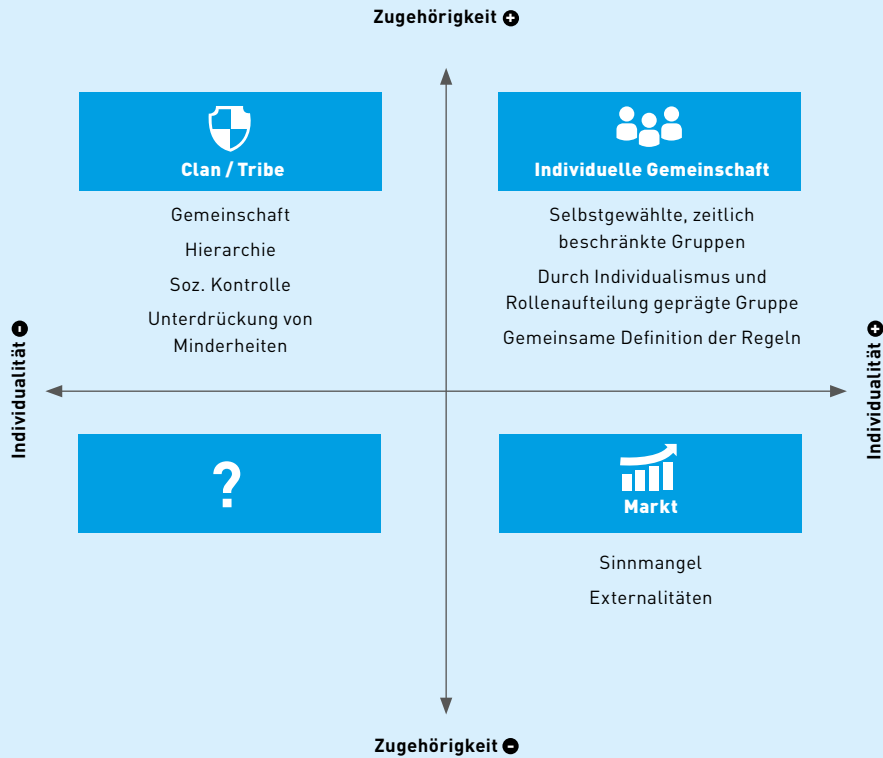 Zugehörigkeit +
Clan / Tribe
Gemeinschaft
Hierarchie
Soz. Kontrolle
Unterdrückung von
Minderheiten
Individuelle Gemeinschaft
Selbstgewählte, zeitlich
beschränkte Gruppen
Durch Individualismus und
Rollenaufteilung geprägte Gruppe
Gemeinsame Definition der Regeln
Individualität -
Individualität +
?
Markt
Sinnmangel
Externalitäten
Zugehörigkeit -